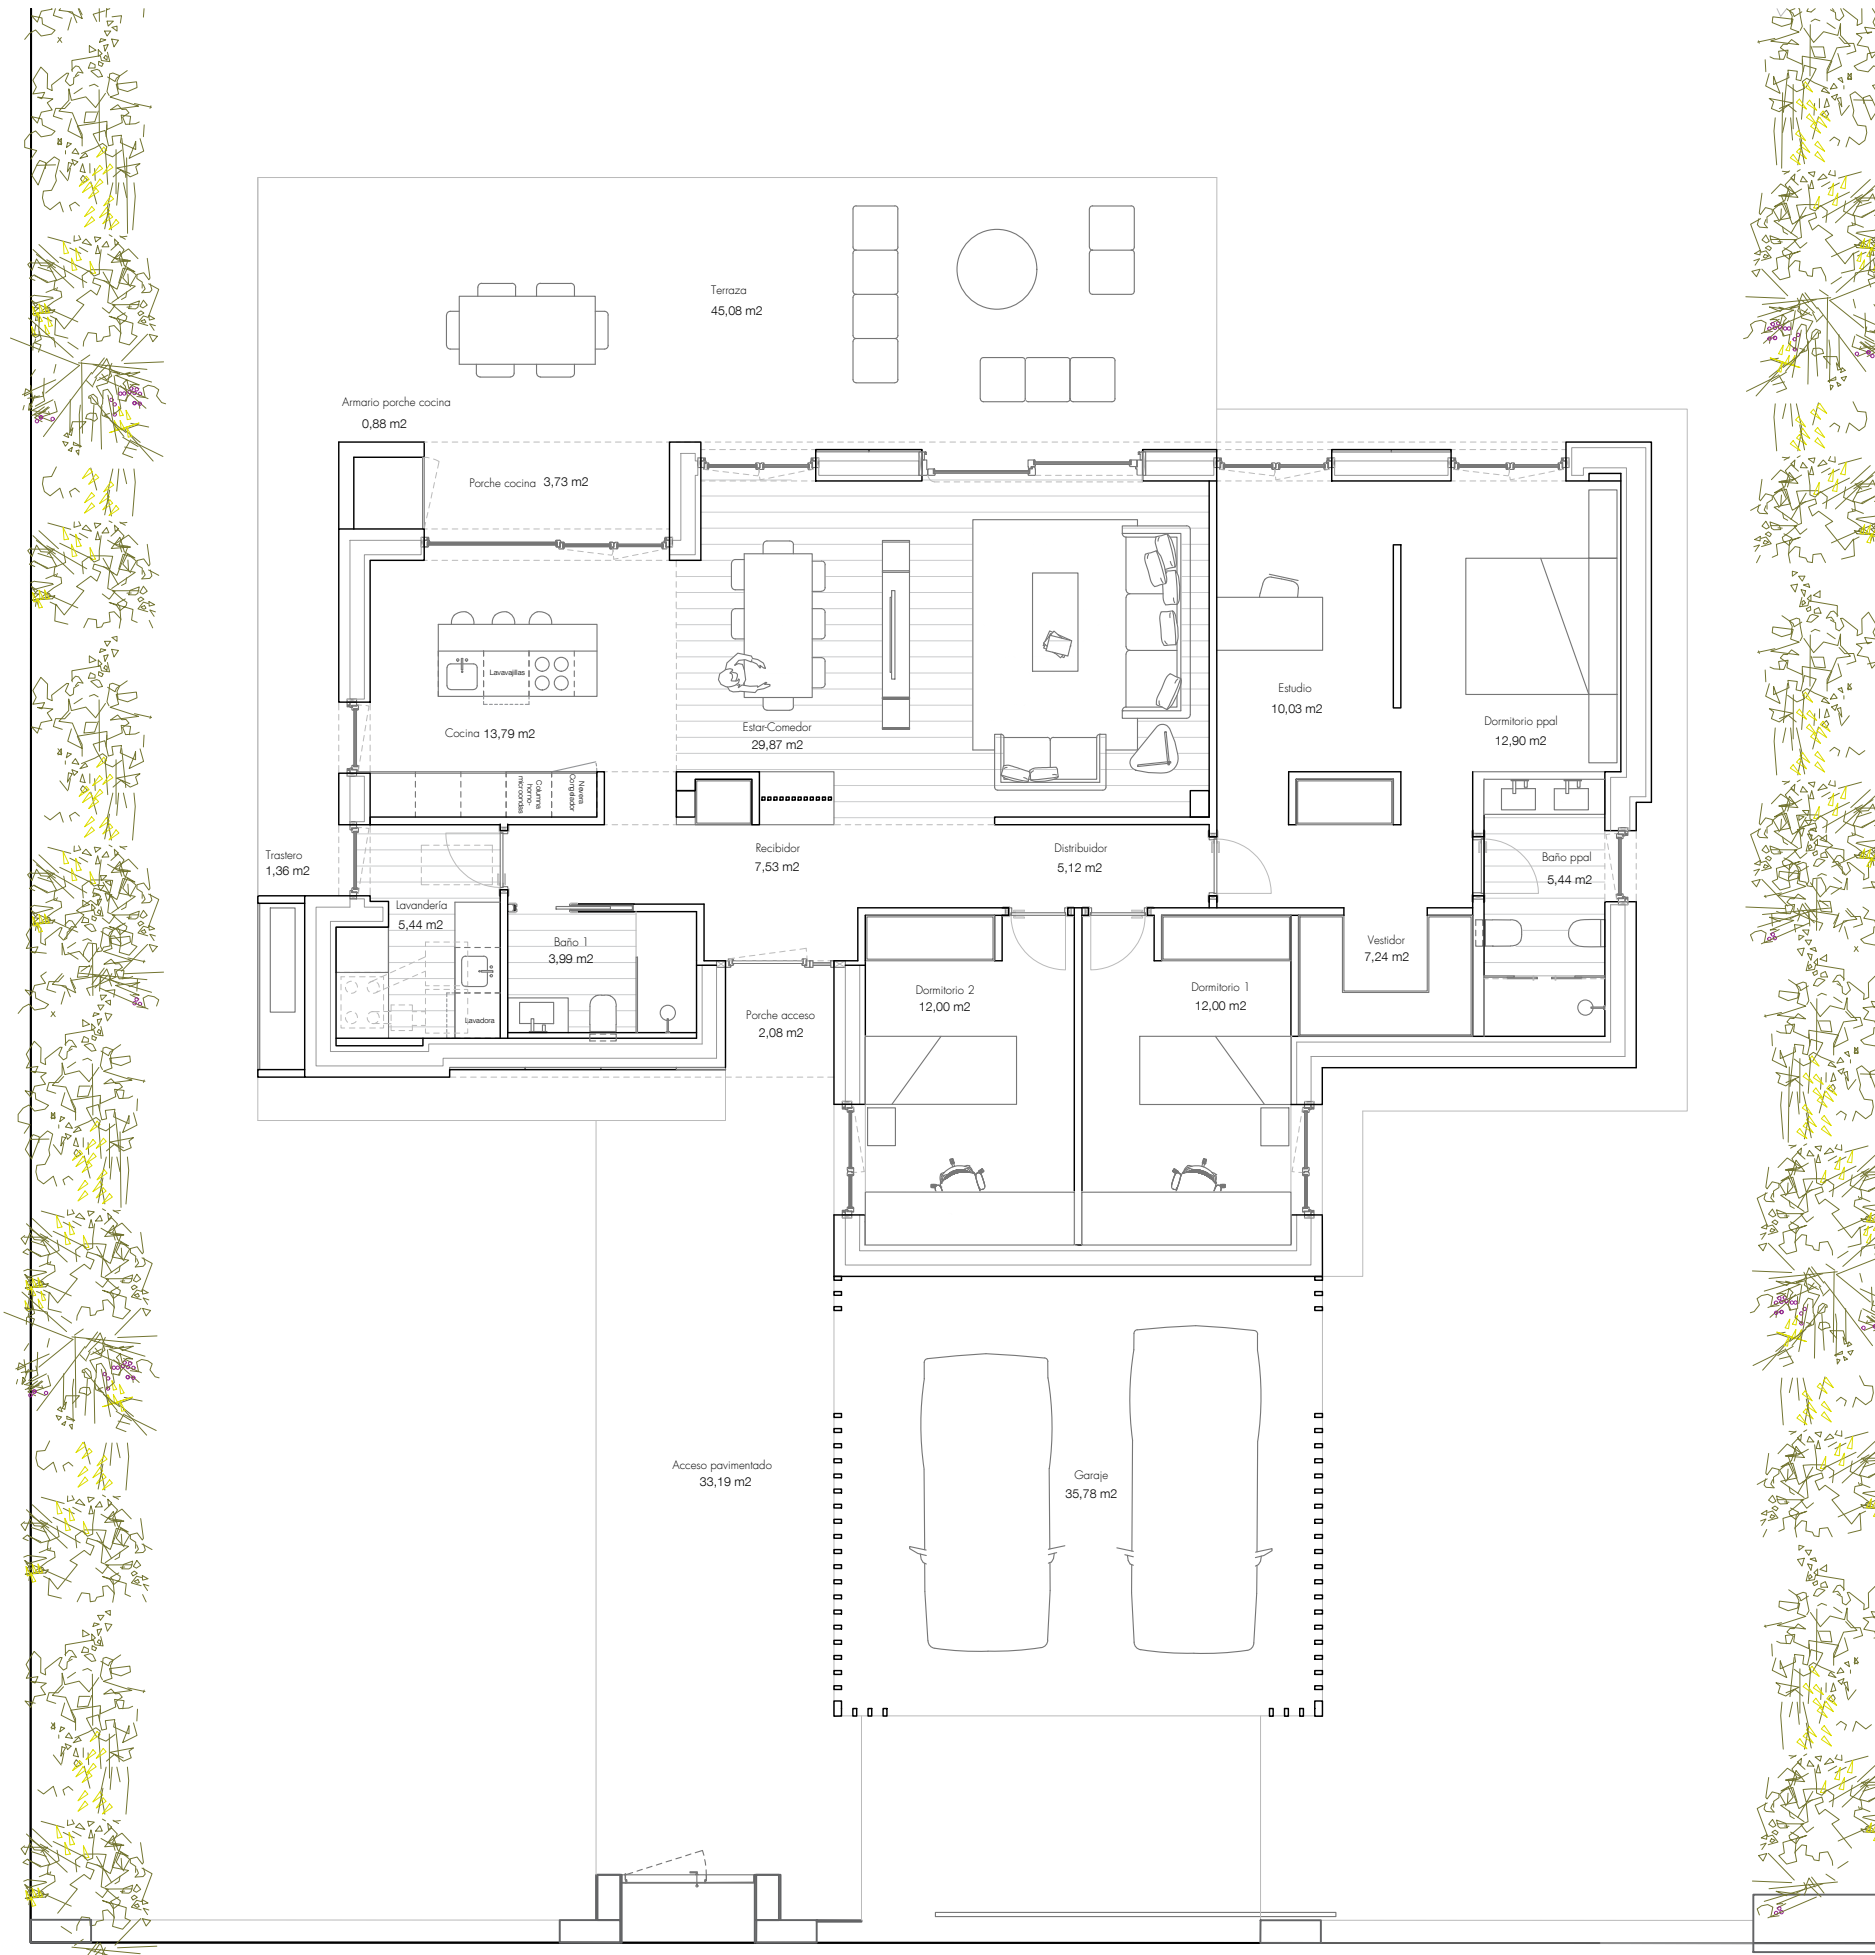 Terraza
45,08 m2
Armario porche cocina
0,88 m2
Porche cocina 3,73 m2
Lavavajillas
Estudio
10,03 m2
Dormitorio ppal
12,90 m2
Cocina 13,79 m2
Estar-Comedor
29,87 m2
Columna
horno-
microondas
Nevera
Congelador
Trastero
1,36 m2
Recibidor
7,53 m2
Distribuidor
5,12 m2
Baño ppal
5,44 m2
Lavandería
5,44 m2
Baño 1
3,99 m2
Vestidor
7,24 m2
Dormitorio 2
12,00 m2
Dormitorio 1
12,00 m2
Lavadora
Porche acceso
2,08 m2
Acceso pavimentado
33,19 m2
Garaje
35,78 m2